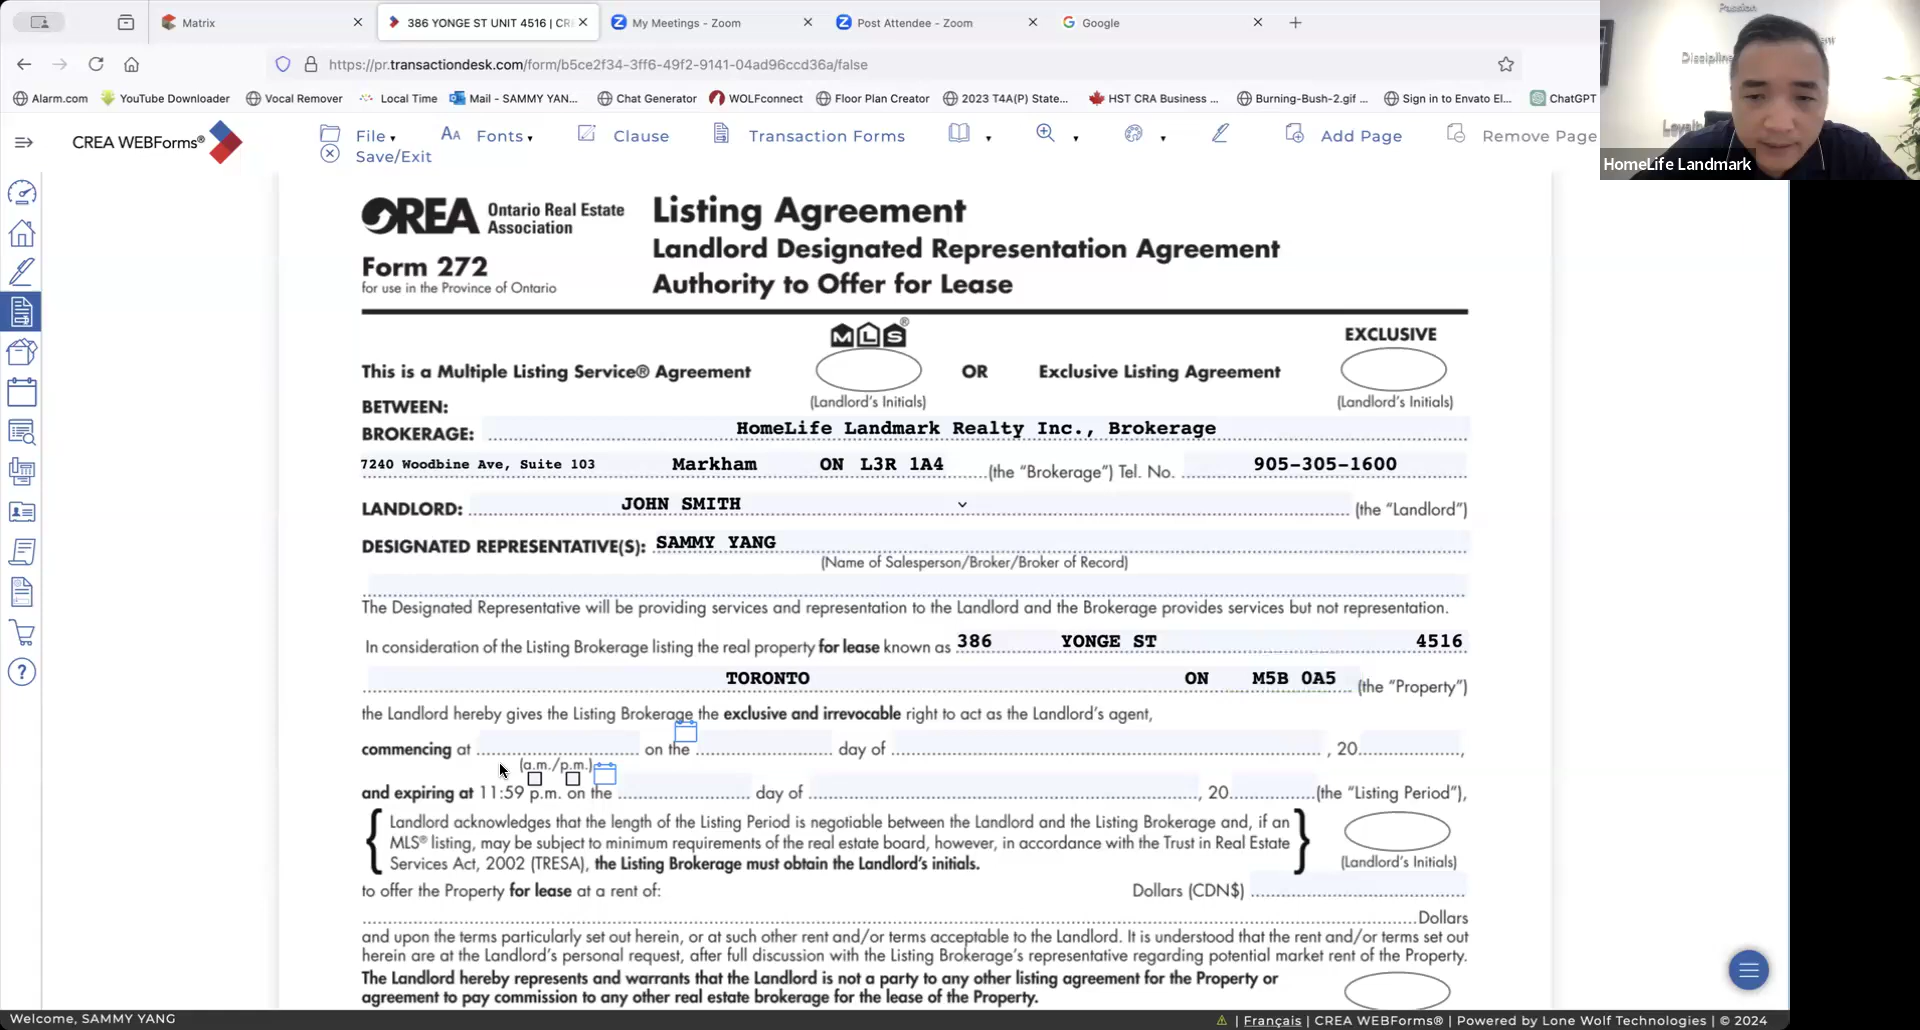 Matrix
386 YONGE ST UNIT 4516 | CRE
My Meetings - Zoom
Post Attendee - Zoom
Google
https://pr.transactiondesk.com/form/b5ce2f34-3ff6-49f2-9141-04ad96ccd36a/false
Alarm.com
YouTube Downloader
Vocal Remover
Local Time
Mail - SAMMY YAN...
Chat Generator
WOLFconnect
Floor Plan Creator
2023 T4A(P) State...
HST CRA Business ...
Burning-Bush-2.gif ...
Sign in to Envato El...
ChatGPT
Passion
Discipline
Loyalty
HomeLife Landmark
CREA WEBForms®
File
Fonts
Clause
Transaction Forms
Add Page
Remove Page
Save/Exit
OREA Ontario Real Estate Association
Form 272
for use in the Province of Ontario
Listing Agreement
Landlord Designated Representation Agreement
Authority to Offer for Lease
MLS®
EXCLUSIVE
This is a Multiple Listing Service® Agreement OR Exclusive Listing Agreement
(Landlord's Initials) (Landlord's Initials)
BETWEEN:
BROKERAGE: HomeLife Landmark Realty Inc., Brokerage
7240 Woodbine Ave, Suite 103 Markham ON L3R 1A4 (the "Brokerage") Tel. No. 905-305-1600
LANDLORD: JOHN SMITH (the "Landlord")
DESIGNATED REPRESENTATIVE(S): SAMMY YANG
(Name of Salesperson/Broker/Broker of Record)
The Designated Representative will be providing services and representation to the Landlord and the Brokerage provides services but not representation.
In consideration of the Listing Brokerage listing the real property for lease known as 386 YONGE ST 4516
TORONTO ON M5B 0A5 (the "Property")
the Landlord hereby gives the Listing Brokerage the exclusive and irrevocable right to act as the Landlord's agent,
commencing at on the day of , 20 ,
(a.m./p.m.)
and expiring at 11:59 p.m. on the day of , 20 (the "Listing Period"),
Landlord acknowledges that the length of the Listing Period is negotiable between the Landlord and the Listing Brokerage and, if an
MLS® listing, may be subject to minimum requirements of the real estate board, however, in accordance with the Trust in Real Estate
Services Act, 2002 (TRESA), the Listing Brokerage must obtain the Landlord's initials.
(Landlord's Initials)
to offer the Property for lease at a rent of: Dollars (CDN$)
Dollars
and upon the terms particularly set out herein, or at such other rent and/or terms acceptable to the Landlord. It is understood that the rent and/or terms set out
herein are at the Landlord's personal request, after full discussion with the Listing Brokerage's representative regarding potential market rent of the Property.
The Landlord hereby represents and warrants that the Landlord is not a party to any other listing agreement for the Property or
agreement to pay commission to any other real estate brokerage for the lease of the Property.
Welcome, SAMMY YANG
| Français | CREA WEBForms® | Powered by Lone Wolf Technologies | © 2024